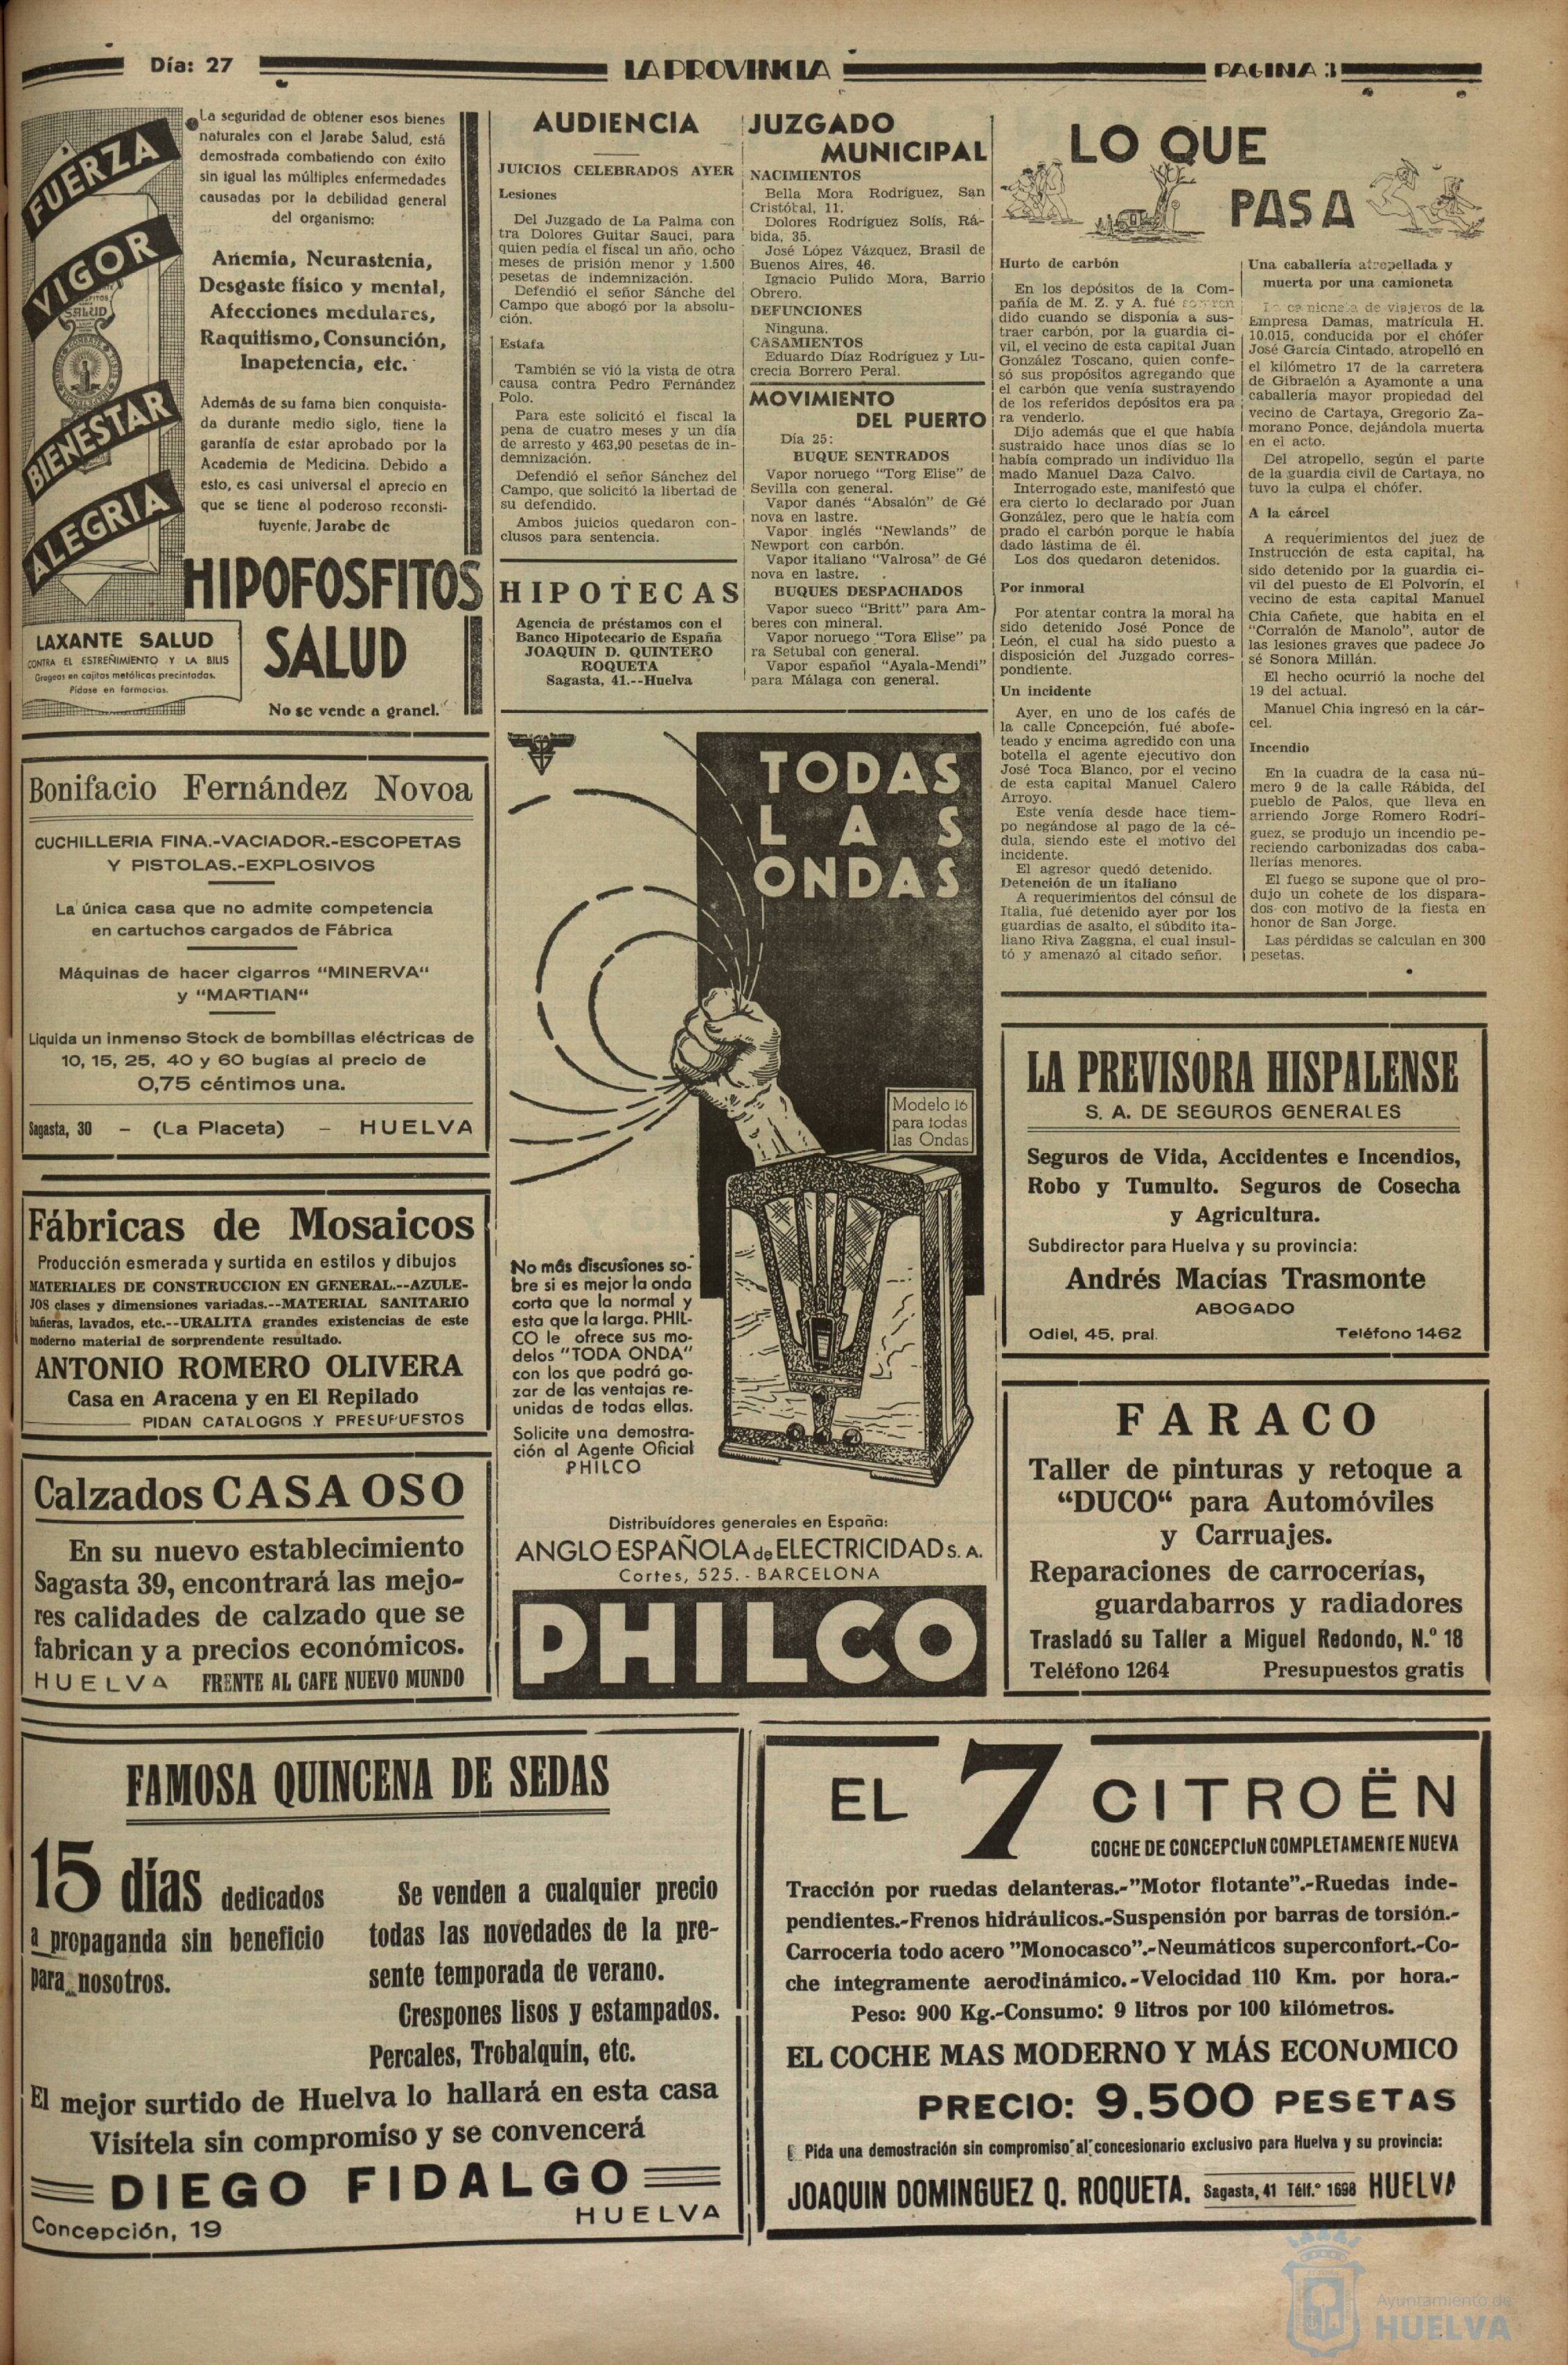 Día: 27
LA PROVINCIA
PAGINA 3
FUERZA
VIGOR
SALUD
BIENESTAR
ALEGRIA
La seguridad de obtener esos bienes
naturales con el Jarabe Salud, está
demostrada combatiendo con éxito
sin igual las múltiples enfermedades
causadas por la debilidad general
del organismo:
Anemia, Neurastenia,
Desgaste físico y mental,
Afecciones medulares,
Raquitismo, Consunción,
Inapetencia, etc.
Además de su fama bien conquista-
da durante medio siglo, tiene la
garantía de estar aprobado por la
Academia de Medicina. Debido a
esto, es casi universal el aprecio en
que se tiene al poderoso reconsti-
tuyente, Jarabe de
HIPOFOSFITOS
SALUD
LAXANTE SALUD
CONTRA EL ESTREÑIMIENTO Y LA BILIS
Grageas en cajitas metálicas precintadas.
Pídase en farmacias.
No se vende a granel.
Bonifacio Fernández Novoa
CUCHILLERIA FINA.-VACIADOR.-ESCOPETAS
Y PISTOLAS.-EXPLOSIVOS
La única casa que no admite competencia
en cartuchos cargados de Fábrica
Máquinas de hacer cigarros "MINERVA"
y "MARTIAN"
Liquida un inmenso Stock de bombillas eléctricas de
10, 15, 25, 40 y 60 bugías al precio de
0,75 céntimos una.
Sagasta, 30 - (La Placeta) - HUELVA
Fábricas de Mosaicos
Producción esmerada y surtida en estilos y dibujos
MATERIALES DE CONSTRUCCION EN GENERAL.--AZULE-
JOS clases y dimensiones variadas.--MATERIAL SANITARIO
bañeras, lavados, etc.--URALITA grandes existencias de este
moderno material de sorprendente resultado.
ANTONIO ROMERO OLIVERA
Casa en Aracena y en El Repilado
PIDAN CATALOGOS Y PRESUPUESTOS
Calzados CASA OSO
En su nuevo establecimiento
Sagasta 39, encontrará las mejo-
res calidades de calzado que se
fabrican y a precios económicos.
HUELVA FRENTE AL CAFE NUEVO MUNDO
AUDIENCIA
JUICIOS CELEBRADOS AYER
Lesiones
Del Juzgado de La Palma con
tra Dolores Guitar Sauci, para
quien pedía el fiscal un año, ocho
meses de prisión menor y 1.500
pesetas de indemnización.
Defendió el señor Sánche del
Campo que abogó por la absolu-
ción.
Estafa
También se vió la vista de otra
causa contra Pedro Fernández
Polo.
Para este solicitó el fiscal la
pena de cuatro meses y un día
de arresto y 463,90 pesetas de in-
demnización.
Defendió el señor Sánchez del
Campo, que solicitó la libertad de
su defendido.
Ambos juicios quedaron con-
clusos para sentencia.
HIPOTECAS
Agencia de préstamos con el
Banco Hipotecario de España
JOAQUIN D. QUINTERO
ROQUETA
Sagasta, 41.--Huelva
JUZGADO
MUNICIPAL
NACIMIENTOS
Bella Mora Rodríguez, San
Cristóbal, 11.
Dolores Rodríguez Solís, Rá-
bida, 35.
José López Vázquez, Brasil de
Buenos Aires, 46.
Ignacio Pulido Mora, Barrio
Obrero.
DEFUNCIONES
Ninguna.
CASAMIENTOS
Eduardo Díaz Rodríguez y Lu-
crecia Borrero Peral.
MOVIMIENTO
DEL PUERTO
Día 25:
BUQUE SENTRADOS
Vapor noruego "Torg Elise" de
Sevilla con general.
Vapor danés "Absalón" de Gé
nova en lastre.
Vapor inglés "Newlands" de
Newport con carbón.
Vapor italiano "Valrosa" de Gé
nova en lastre.
BUQUES DESPACHADOS
Vapor sueco "Britt" para Am-
beres con mineral.
Vapor noruego "Tora Elise" pa
ra Setubal con general.
Vapor español "Ayala-Mendi"
para Málaga con general.
TODAS
LAS
ONDAS
Modelo 16
para todas
las Ondas
No más discusiones so-
bre si es mejor la onda
corta que la normal y
esta que la larga. PHIL-
CO le ofrece sus mo-
delos "TODA ONDA"
con los que podrá go-
zar de las ventajas re-
unidas de todas ellas.
Solicite una demostra-
ción al Agente Oficial
PHILCO
Distribuídores generales en España:
ANGLO ESPAÑOLA de ELECTRICIDAD S. A.
Cortes, 525. - BARCELONA
PHILCO
LO QUE
PASA
Hurto de carbón
En los depósitos de la Com-
pañía de M. Z. y A. fué
dido cuando se disponía a sus-
traer carbón, por la guardia ci-
vil, el vecino de esta capital Juan
González Toscano, quien confe-
só sus propósitos agregando que
el carbón que venía sustrayendo
de los referidos depósitos era pa
ra venderlo.
Dijo además que el que había
sustraido hace unos días se lo
había comprado un individuo lla
mado Manuel Daza Calvo.
Interrogado este, manifestó que
era cierto lo declarado por Juan
González, pero que le había com
prado el carbón porque le había
dado lástima de él.
Los dos quedaron detenidos.
Por inmoral
Por atentar contra la moral ha
sido detenido José Ponce de
León, el cual ha sido puesto a
disposición del Juzgado corres-
pondiente.
Un incidente
Ayer, en uno de los cafés de
la calle Concepción, fué abofe-
teado y encima agredido con una
botella el agente ejecutivo don
José Toca Blanco, por el vecino
de esta capital Manuel Calero
Arroyo.
Este venía desde hace tiem-
po negándose al pago de la cé-
dula, siendo este el motivo del
incidente.
El agresor quedó detenido.
Detención de un italiano
A requerimientos del cónsul de
Italia, fué detenido ayer por los
guardias de asalto, el súbdito ita-
liano Riva Zaggna, el cual insul-
tó y amenazó al citado señor.
Una caballería atropellada y
muerta por una camioneta
La camioneta de viajeros de la
Empresa Damas, matrícula H.
10.015, conducida por el chófer
José García Cintado, atropelló en
el kilómetro 17 de la carretera
de Gibraelón a Ayamonte a una
caballería mayor propiedad del
vecino de Cartaya, Gregorio Za-
morano Ponce, dejándola muerta
en el acto.
Del atropello, según el parte
de la guardia civil de Cartaya, no
tuvo la culpa el chófer.
A la cárcel
A requerimientos del juez de
Instrucción de esta capital, ha
sido detenido por la guardia ci-
vil del puesto de El Polvorín, el
vecino de esta capital Manuel
Chia Cañete, que habita en el
"Corralón de Manolo", autor de
las lesiones graves que padece Jo
sé Sonora Millán.
El hecho ocurrió la noche del
19 del actual.
Manuel Chia ingresó en la cár-
cel.
Incendio
En la cuadra de la casa nú-
mero 9 de la calle Rábida, del
pueblo de Palos, que lleva en
arriendo Jorge Romero Rodrí-
guez, se produjo un incendio pe-
reciendo carbonizadas dos caba-
llerías menores.
El fuego se supone que ol pro-
dujo un cohete de los dispara-
dos con motivo de la fiesta en
honor de San Jorge.
Las pérdidas se calculan en 300
pesetas.
LA PREVISORA HISPALENSE
S. A. DE SEGUROS GENERALES
Seguros de Vida, Accidentes e Incendios,
Robo y Tumulto. Seguros de Cosecha
y Agricultura.
Subdirector para Huelva y su provincia:
Andrés Macías Trasmonte
ABOGADO
Odiel, 45, pral. Teléfono 1462
FARACO
Taller de pinturas y retoque a
"DUCO" para Automóviles
y Carruajes.
Reparaciones de carrocerías,
guardabarros y radiadores
Trasladó su Taller a Miguel Redondo, N.º 18
Teléfono 1264 Presupuestos gratis
FAMOSA QUINCENA DE SEDAS
15 días dedicados
a propaganda sin beneficio
para nosotros.
Se venden a cualquier precio
todas las novedades de la pre-
sente temporada de verano.
Crespones lisos y estampados.
Percales, Trobalquin, etc.
El mejor surtido de Huelva lo hallará en esta casa
Visítela sin compromiso y se convencerá
DIEGO FIDALGO
Concepción, 19 HUELVA
EL 7 CITROËN
COCHE DE CONCEPCION COMPLETAMENTE NUEVA
Tracción por ruedas delanteras.-"Motor flotante".-Ruedas inde-
pendientes.-Frenos hidráulicos.-Suspensión por barras de torsión.-
Carrocería todo acero "Monocasco".-Neumáticos superconfort.-Co-
che integramente aerodinámico.-Velocidad 110 Km. por hora.-
Peso: 900 Kg.-Consumo: 9 litros por 100 kilómetros.
EL COCHE MAS MODERNO Y MÁS ECONOMICO
PRECIO: 9.500 PESETAS
Pida una demostración sin compromiso al concesionario exclusivo para Huelva y su provincia:
JOAQUIN DOMINGUEZ Q. ROQUETA. Sagasta, 41 Télf.º 1698 HUELVA
Ayuntamiento de
HUELVA